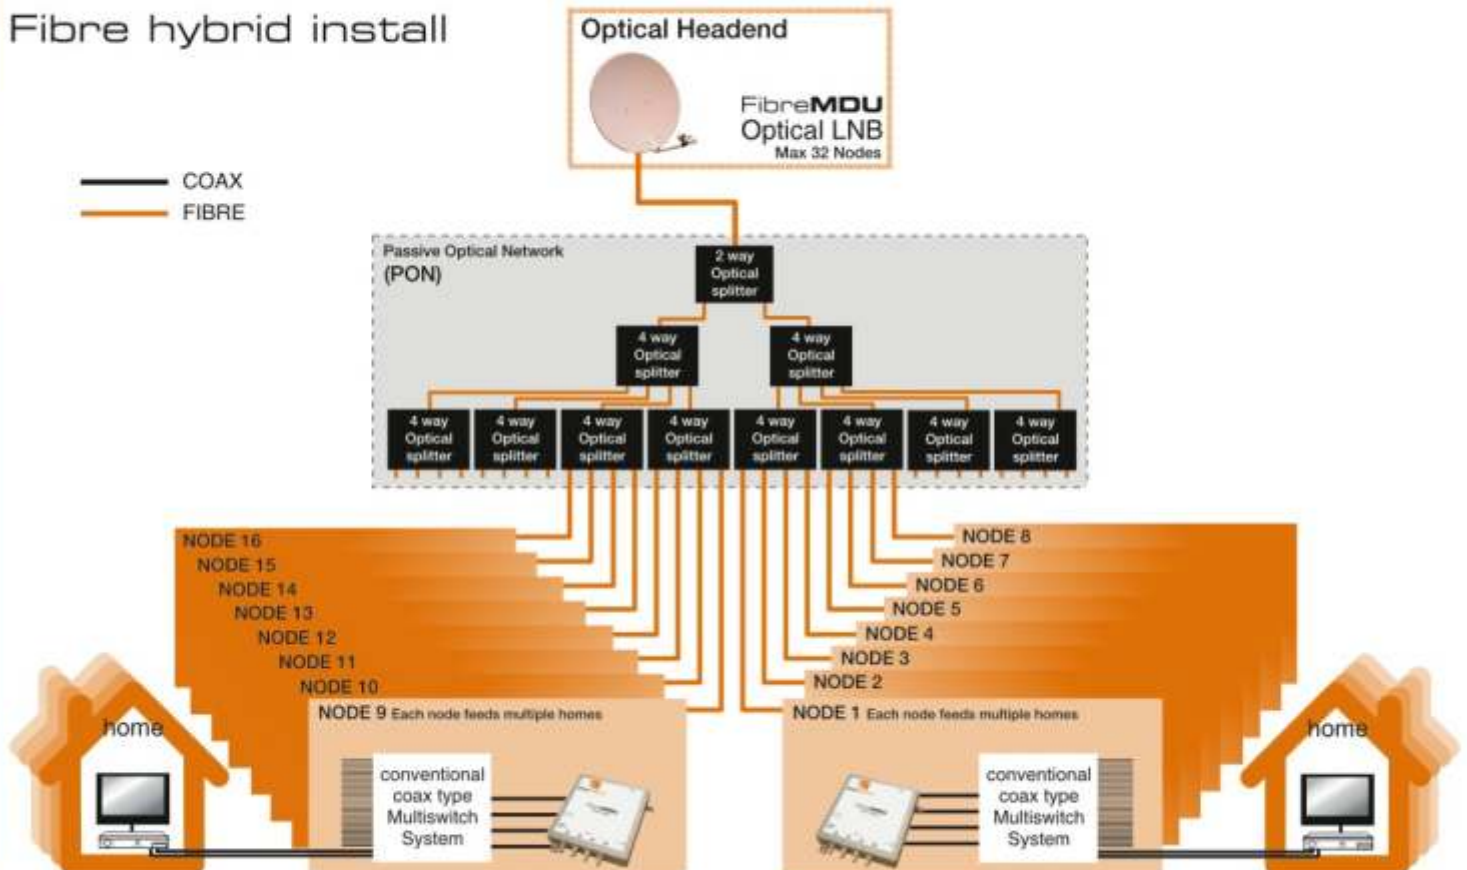 Fibre hybrid install
Optical Headend
FibreMDU
Optical LNB
Max 32 Nodes
COAX
FIBRE
Passive Optical Network
(PON)
2 way
Optical
splitter
4 way
Optical
splitter
4 way
Optical
splitter
4 way
Optical
splitter
4 way
Optical
splitter
4 way
Optical
splitter
4 way
Optical
splitter
4 way
Optical
splitter
4 way
Optical
splitter
4 way
Optical
splitter
4 way
Optical
splitter
NODE 16
NODE 15
NODE 14
NODE 13
NODE 12
NODE 11
NODE 10
NODE 9 Each node feeds multiple homes
NODE 8
NODE 7
NODE 6
NODE 5
NODE 4
NODE 3
NODE 2
NODE 1 Each node feeds multiple homes
home
conventional
coax type
Multiswitch
System
conventional
coax type
Multiswitch
System
home